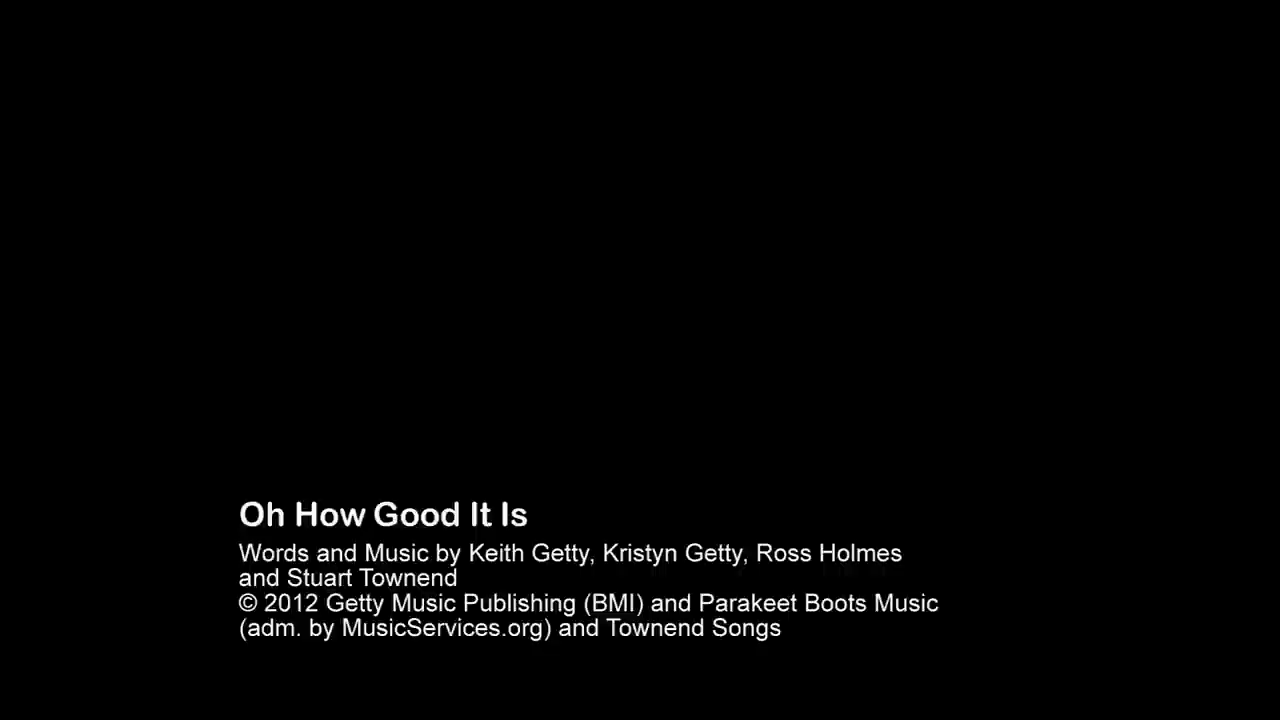 Oh How Good It Is
Words and Music by Keith Getty, Kristyn Getty, Ross Holmes
and Stuart Townend
© 2012 Getty Music Publishing (BMI) and Parakeet Boots Music
(adm. by MusicServices.org) and Townend Songs